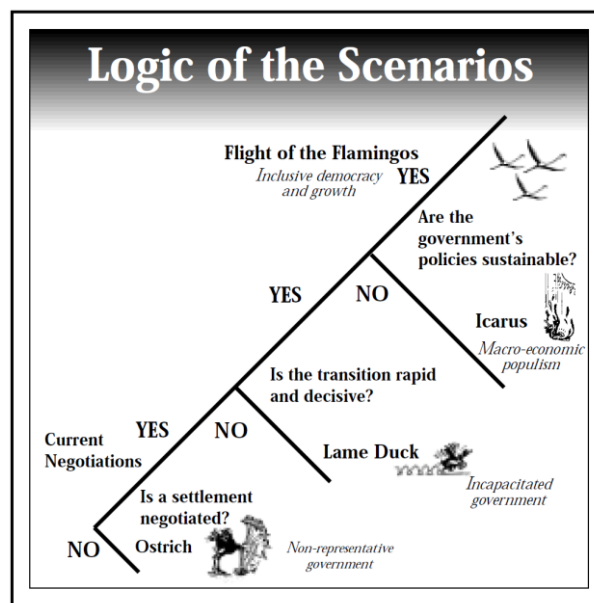 Logic of the Scenarios
Flight of the Flamingos
Inclusive democracy
and growth
YES
Are the
government's
policies sustainable?
YES
NO
Icarus
Macro-economic
populism
Is the transition rapid
and decisive?
YES
NO
Current
Negotiations
Lame Duck
Incapacitated
government
Is a settlement
negotiated?
NO
Ostrich
Non-representative
government